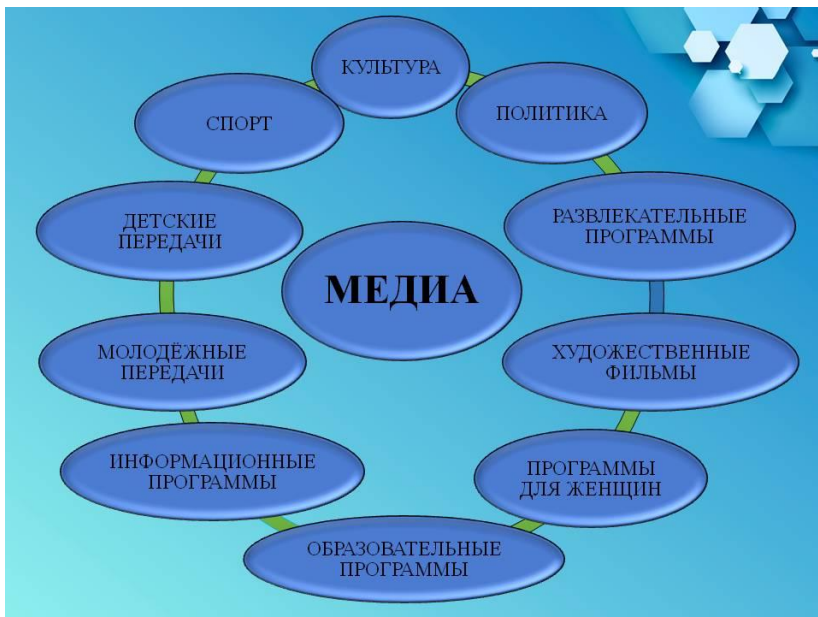 КУЛЬТУРА
ПОЛИТИКА
РАЗВЛЕКАТЕЛЬНЫЕ
ПРОГРАММЫ
ХУДОЖЕСТВЕННЫЕ
ФИЛЬМЫ
ПРОГРАММЫ
ДЛЯ ЖЕНЩИН
ОБРАЗОВАТЕЛЬНЫЕ
ПРОГРАММЫ
ИНФОРМАЦИОННЫЕ
ПРОГРАММЫ
МОЛОДЁЖНЫЕ
ПЕРЕДАЧИ
ДЕТСКИЕ
ПЕРЕДАЧИ
СПОРТ
МЕДИА